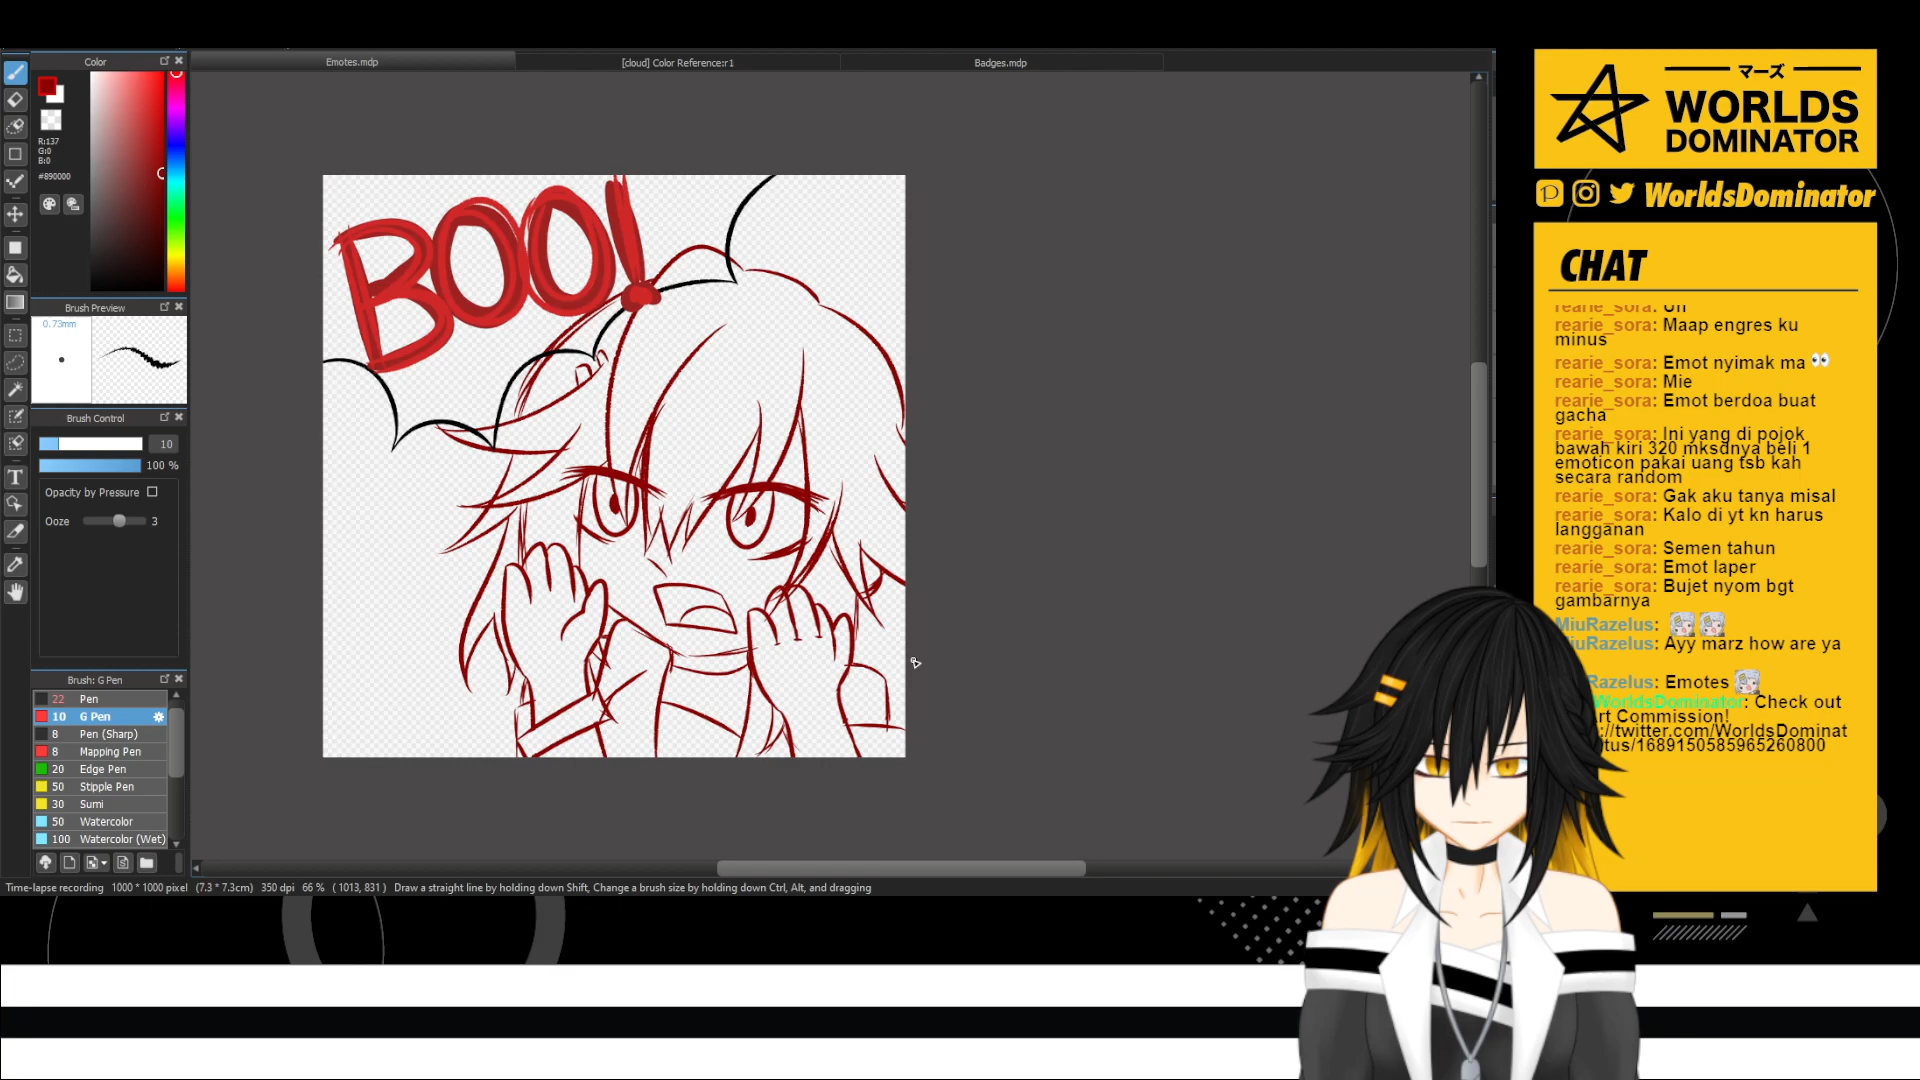 Color
Emotes.mdp
[cloud] Color Reference:r1
Badges.mdp
R:137
G:0
B:0
#890000
Brush Preview
0.73mm
Brush Control
10
100 %
Opacity by Pressure
Ooze 3
Brush: G Pen
22 Pen
10 G Pen
8 Pen (Sharp)
8 Mapping Pen
20 Edge Pen
50 Stipple Pen
30 Sumi
50 Watercolor
100 Watercolor (Wet)
Time-lapse recording 1000 * 1000 pixel (7.3 * 7.3cm) 350 dpi 66 % ( 1013, 831 ) Draw a straight line by holding down Shift, Change a brush size by holding down Ctrl, Alt, and dragging
BOO!
マーズ
WORLDS
DOMINATOR
WorldsDominator
CHAT
rearie_sora: Uh
rearie_sora: Maap engres ku
minus
rearie_sora: Emot nyimak ma 👀
rearie_sora: Mie
rearie_sora: Emot berdoa buat
gacha
rearie_sora: Ini yang di pojok
bawah kiri 320 mksdnya beli 1
emoticon pakai uang tsb kah
secara random
rearie_sora: Gak aku tanya misal
rearie_sora: Kalo di yt kn harus
langganan
rearie_sora: Semen tahun
rearie_sora: Emot laper
rearie_sora: Bujet nyom bgt
gambarnya
MiuRazelus:
iuRazelus: Ayy marz how are ya
Razelus: Emotes
WorldsDominator: Check out
rt Commission!
://twitter.com/WorldsDominat
tus/1689150585965260800